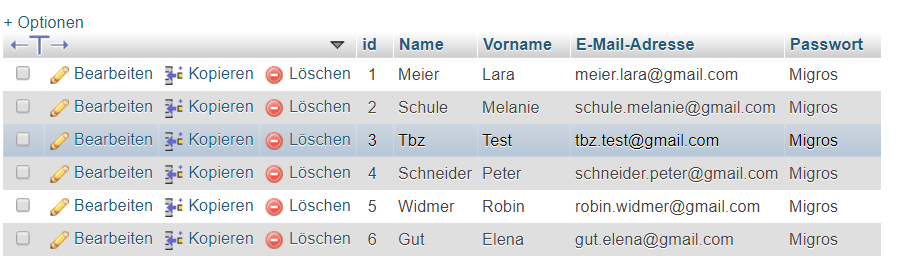 + Optionen
←T→ id Name Vorname E-Mail-Adresse Passwort
Bearbeiten Kopieren Löschen 1 Meier Lara meier.lara@gmail.com Migros
Bearbeiten Kopieren Löschen 2 Schule Melanie schule.melanie@gmail.com Migros
Bearbeiten Kopieren Löschen 3 Tbz Test tbz.test@gmail.com Migros
Bearbeiten Kopieren Löschen 4 Schneider Peter schneider.peter@gmail.com Migros
Bearbeiten Kopieren Löschen 5 Widmer Robin robin.widmer@gmail.com Migros
Bearbeiten Kopieren Löschen 6 Gut Elena gut.elena@gmail.com Migros